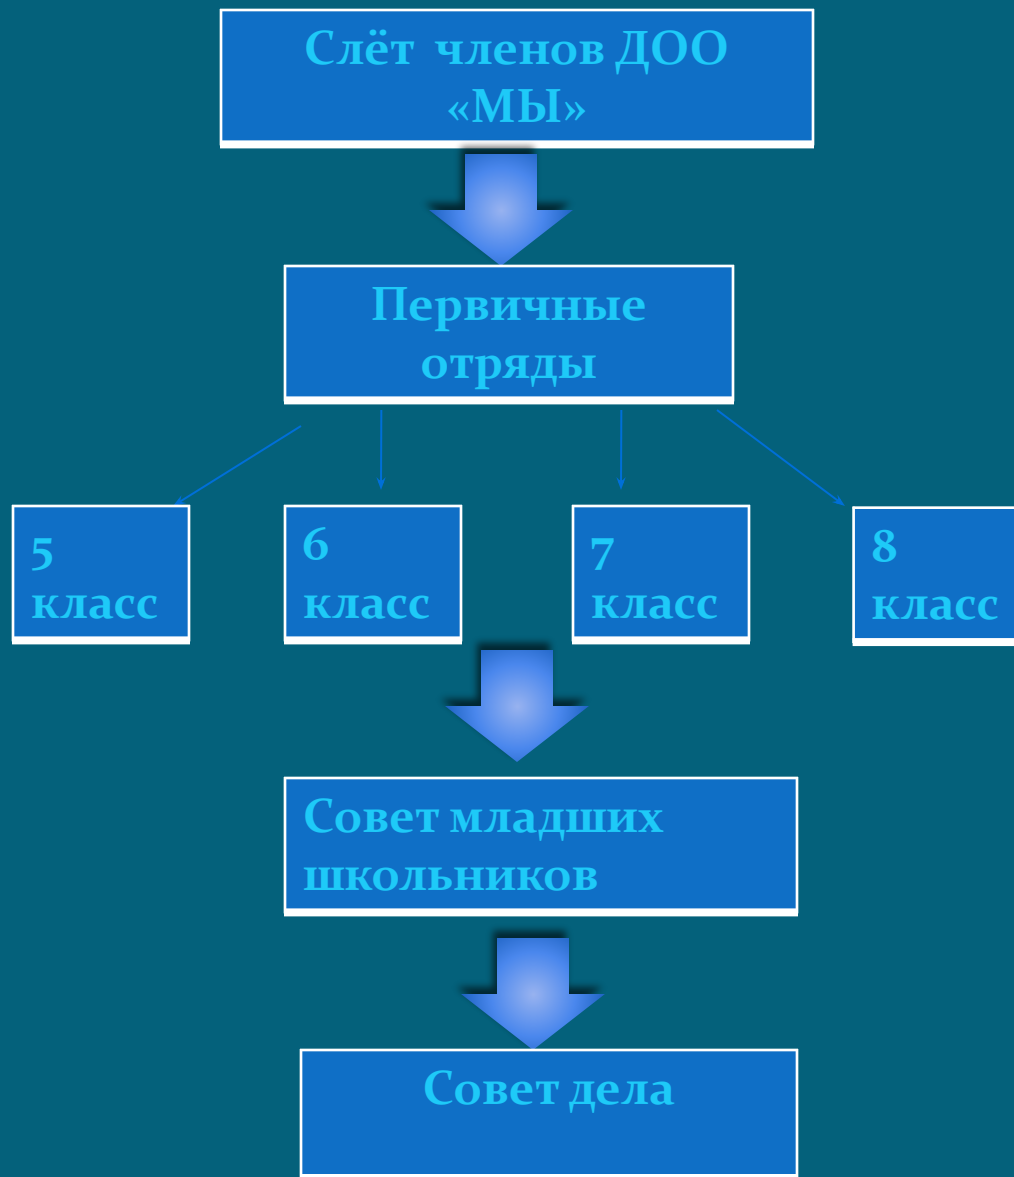 Слёт членов ДОО
«МЫ»
Первичные
отряды
5
класс
6
класс
7
класс
8
класс
Совет младших
школьников
Совет дела